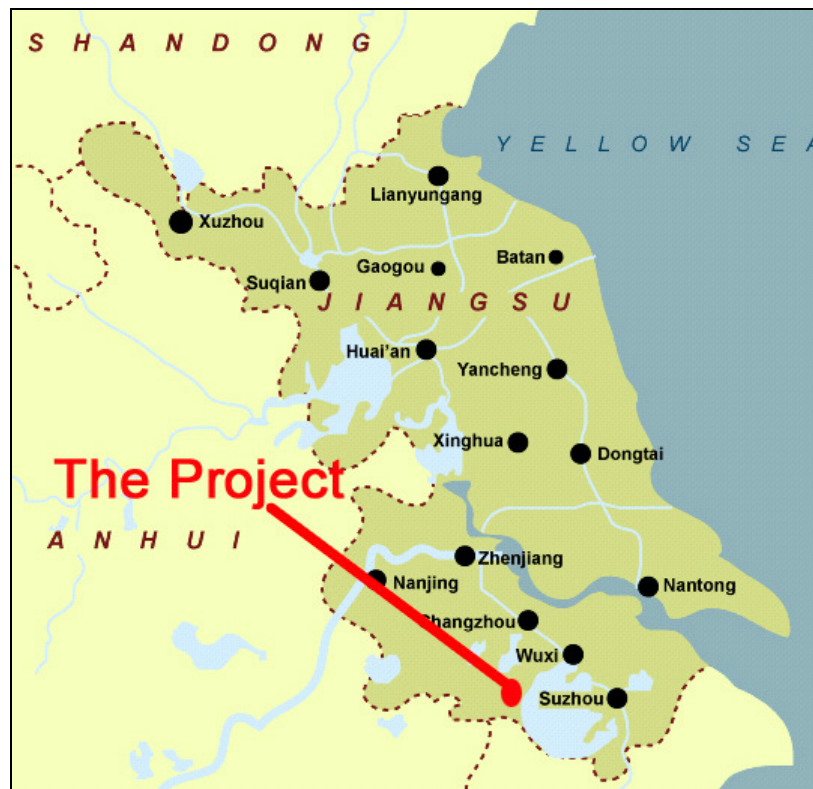 SHANDONG
YELLOW SEA
Lianyungang
Xuzhou
Batan
Gaogou
Suqian
JIANGSU
Huai'an
Yancheng
Xinghua
Dongtai
The Project
ANHUI
Zhenjiang
Nanjing
Nantong
Changzhou
Wuxi
Suzhou